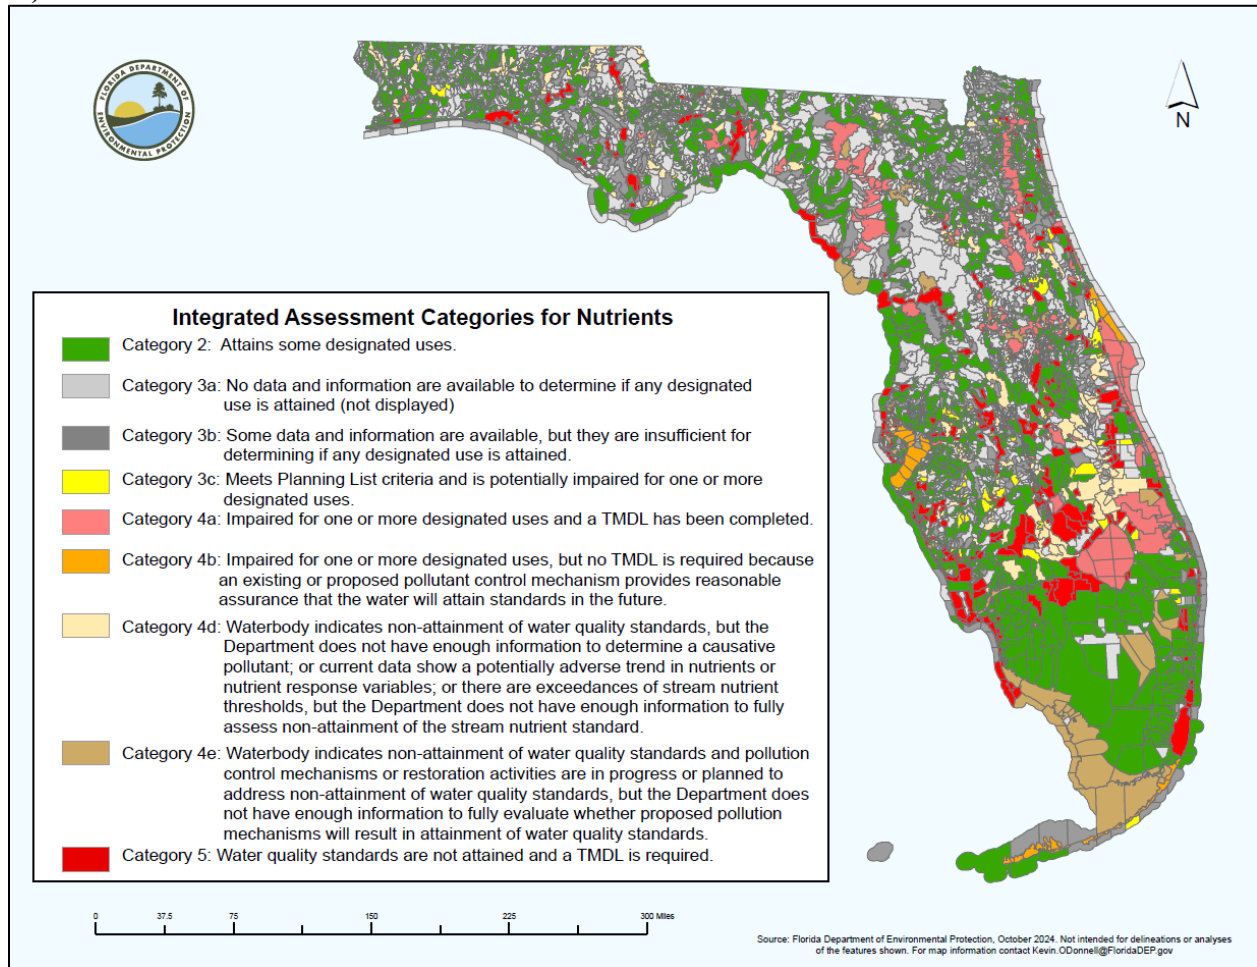 FLORIDA DEPARTMENT OF
ENVIRONMENTAL PROTECTION
N
Integrated Assessment Categories for Nutrients
Category 2: Attains some designated uses.
Category 3a: No data and information are available to determine if any designated
use is attained (not displayed)
Category 3b: Some data and information are available, but they are insufficient for
determining if any designated use is attained.
Category 3c: Meets Planning List criteria and is potentially impaired for one or more
designated uses.
Category 4a: Impaired for one or more designated uses and a TMDL has been completed.
Category 4b: Impaired for one or more designated uses, but no TMDL is required because
an existing or proposed pollutant control mechanism provides reasonable
assurance that the water will attain standards in the future.
Category 4d: Waterbody indicates non-attainment of water quality standards, but the
Department does not have enough information to determine a causative
pollutant; or current data show a potentially adverse trend in nutrients or
nutrient response variables; or there are exceedances of stream nutrient
thresholds, but the Department does not have enough information to fully
assess non-attainment of the stream nutrient standard.
Category 4e: Waterbody indicates non-attainment of water quality standards and pollution
control mechanisms or restoration activities are in progress or planned to
address non-attainment of water quality standards, but the Department does
not have enough information to fully evaluate whether proposed pollution
mechanisms will result in attainment of water quality standards.
Category 5: Water quality standards are not attained and a TMDL is required.
0 37.5 75 150 225 300 Miles
Source: Florida Department of Environmental Protection, October 2024. Not intended for delineations or analyses
of the features shown. For map information contact Kevin.ODonnell@FloridaDEP.gov